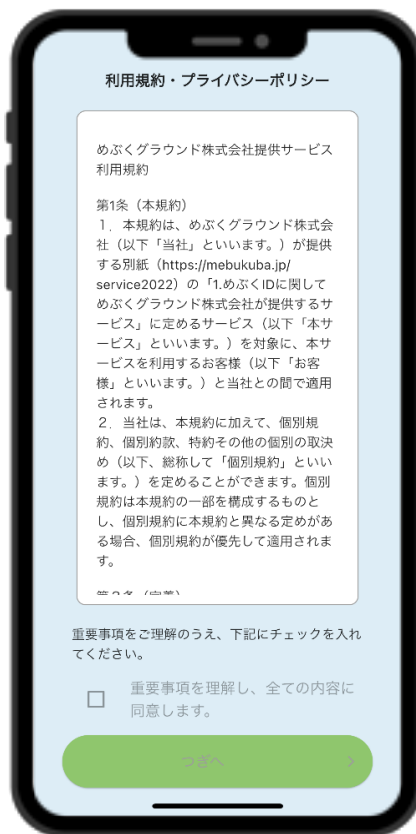 利用規約・プライバシーポリシー
めぶくグラウンド株式会社提供サービス
利用規約
第1条（本規約）
１．本規約は、めぶくグラウンド株式会
社（以下「当社」といいます。）が提供
する別紙（https://mebukuba.jp/
service2022）の「1.めぶくIDに関して
めぶくグラウンド株式会社が提供するサ
ービス」に定めるサービス（以下「本サ
ービス」といいます。）を対象に、本サ
ービスを利用するお客様（以下「お客
様」といいます。）と当社との間で適用
されます。
２．当社は、本規約に加えて、個別規
約、個別約款、特約その他の個別の取決
め（以下、総称して「個別規約」といい
ます。）を定めることができます。個別
規約は本規約の一部を構成するものと
し、個別規約に本規約と異なる定めがあ
る場合、個別規約が優先して適用されま
す。
第２条（定義）
重要事項をご理解のうえ、下記にチェックを入れ
てください。
重要事項を理解し、全ての内容に
同意します。
つぎへ